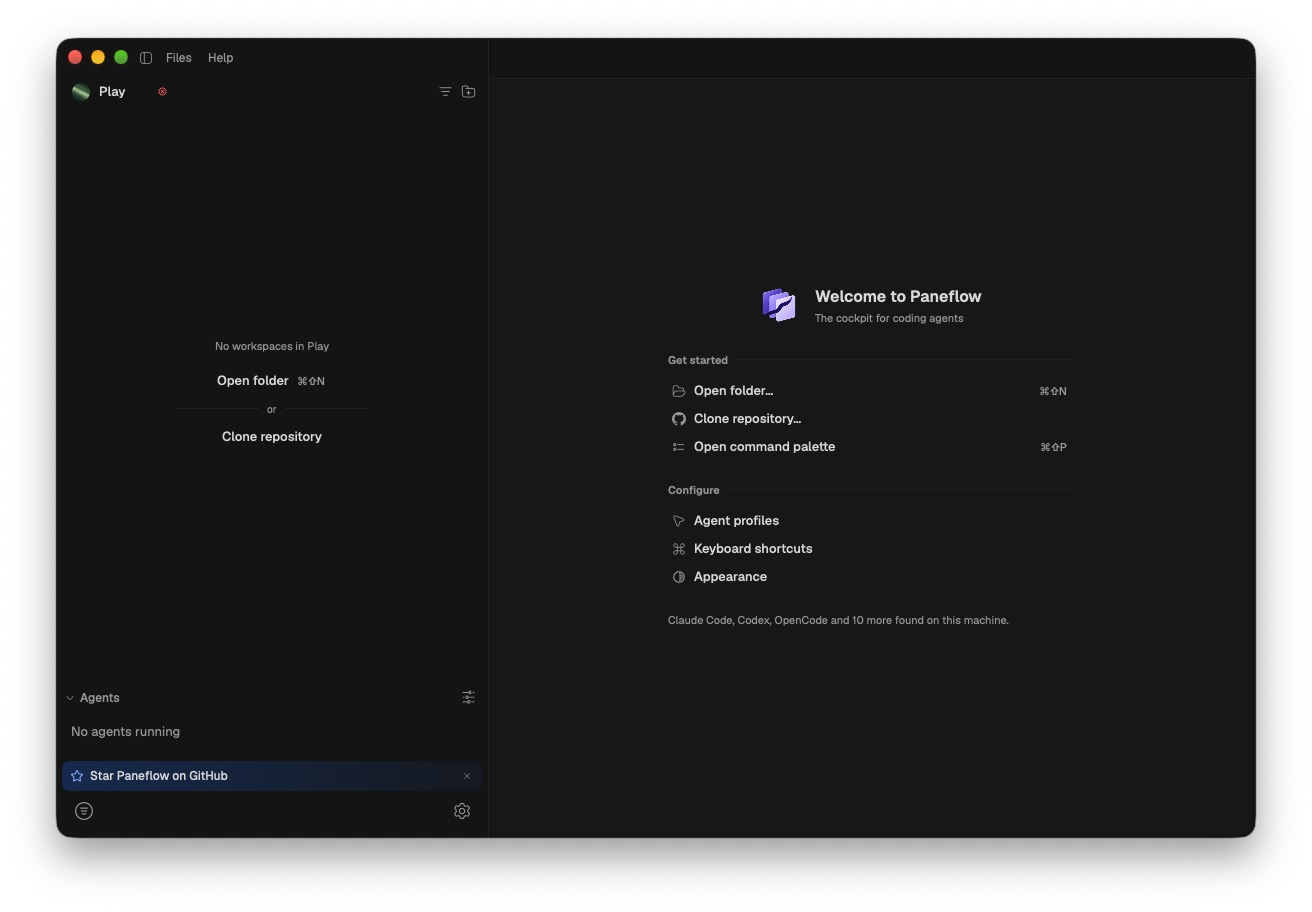 Files Help
Play
No workspaces in Play
Open folder ⌘⇧N
or
Clone repository
Agents
No agents running
Star Paneflow on GitHub
Welcome to Paneflow
The cockpit for coding agents
Get started
Open folder... ⌘⇧N
Clone repository...
Open command palette ⌘⇧P
Configure
Agent profiles
Keyboard shortcuts
Appearance
Claude Code, Codex, OpenCode and 10 more found on this machine.